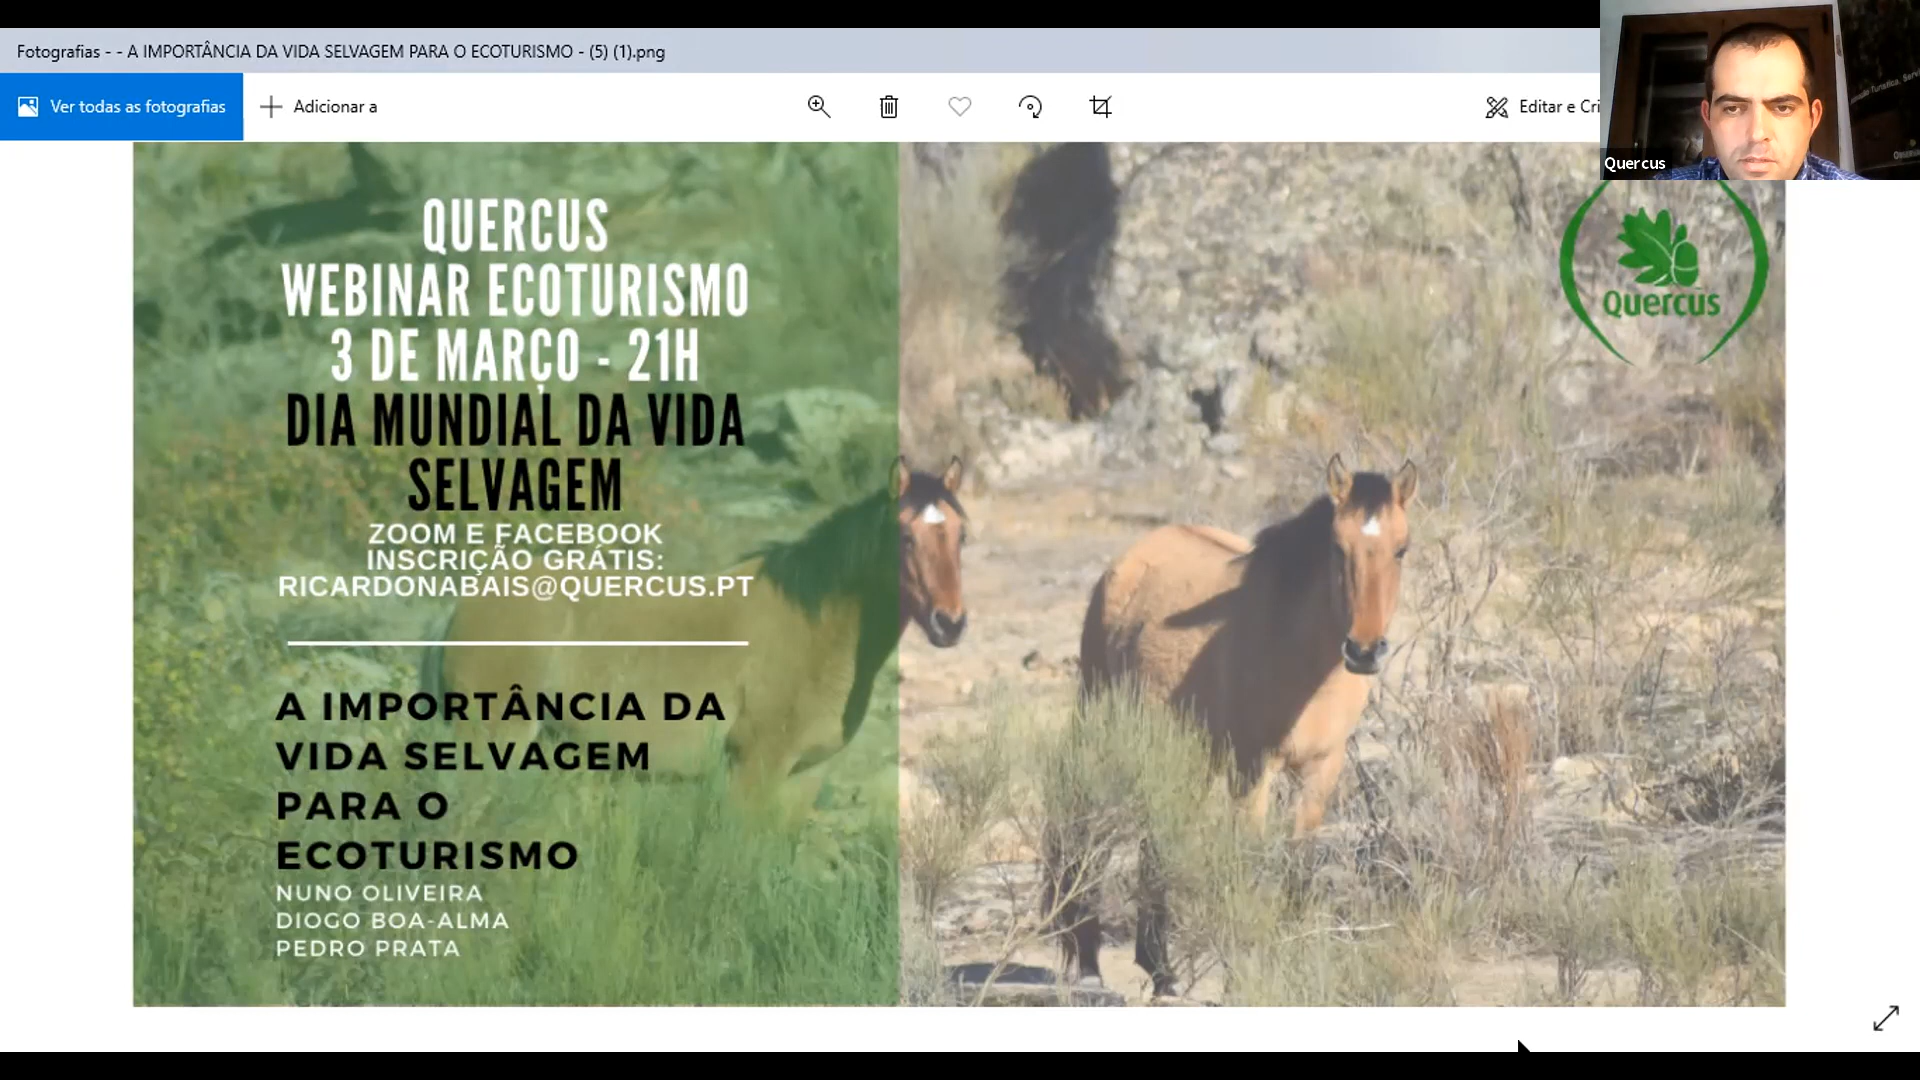 Fotografias - - A IMPORTÂNCIA DA VIDA SELVAGEM PARA O ECOTURISMO - (5) (1).png
Ver todas as fotografias
Adicionar a
Editar e Cri
Quercus
QUERCUS
WEBINAR ECOTURISMO
3 DE MARÇO - 21H
DIA MUNDIAL DA VIDA
SELVAGEM
ZOOM E FACEBOOK
INSCRIÇÃO GRÁTIS:
RICARDONABAIS@QUERCUS.PT
A IMPORTÂNCIA DA
VIDA SELVAGEM
PARA O
ECOTURISMO
NUNO OLIVEIRA
DIOGO BOA-ALMA
PEDRO PRATA
Quercus